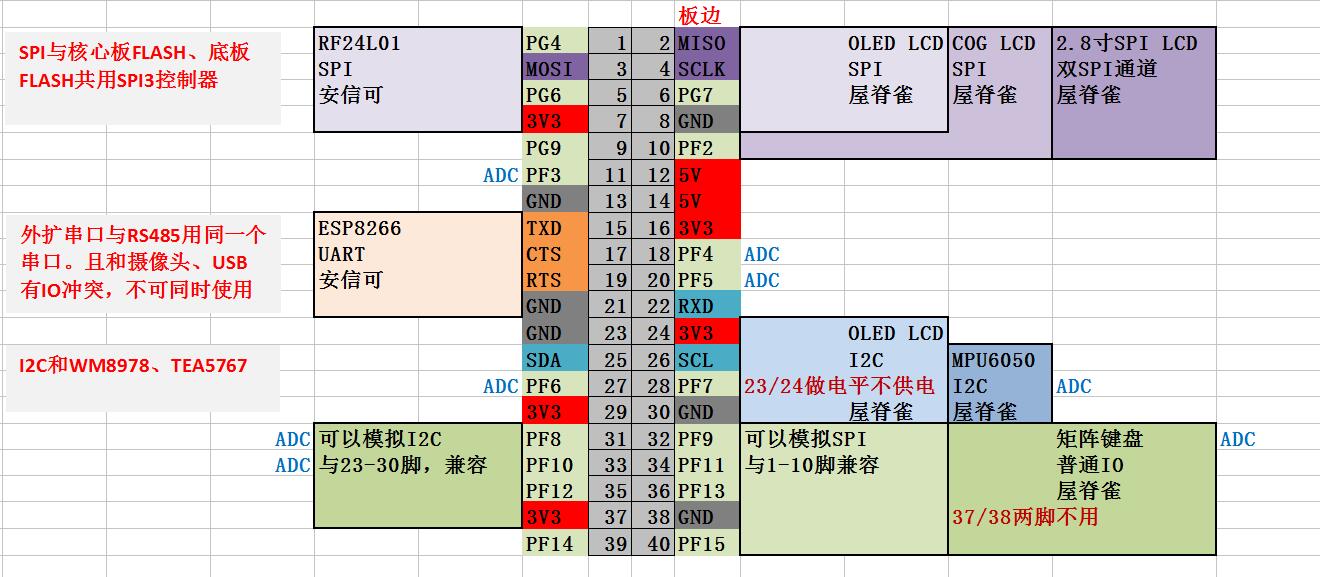 板边
SPI与核心板FLASH、底板
FLASH共用SPI3控制器
RF24L01
SPI
安信可
PG4 1 2 MISO
MOSI 3 4 SCLK
PG6 5 6 PG7
3V3 7 8 GND
PG9 9 10 PF2
ADC PF3 11 12 5V
GND 13 14 5V
TXD 15 16 3V3
CTS 17 18 PF4 ADC
RTS 19 20 PF5 ADC
GND 21 22 RXD
GND 23 24 3V3
SDA 25 26 SCL
ADC PF6 27 28 PF7
3V3 29 30 GND
PF8 31 32 PF9
PF10 33 34 PF11
PF12 35 36 PF13
3V3 37 38 GND
PF14 39 40 PF15
OLED LCD
SPI
屋脊雀
COG LCD
SPI
屋脊雀
2.8寸SPI LCD
双SPI通道
屋脊雀
外扩串口与RS485用同一个
串口。且和摄像头、USB
有IO冲突，不可同时使用
ESP8266
UART
安信可
I2C和WM8978、TEA5767
OLED LCD
I2C
23/24做电平不供电
屋脊雀
MPU6050
I2C
屋脊雀
ADC
ADC 可以模拟I2C
ADC 与23-30脚，兼容
可以模拟SPI
与1-10脚兼容
矩阵键盘
普通IO
屋脊雀
37/38两脚不用
ADC